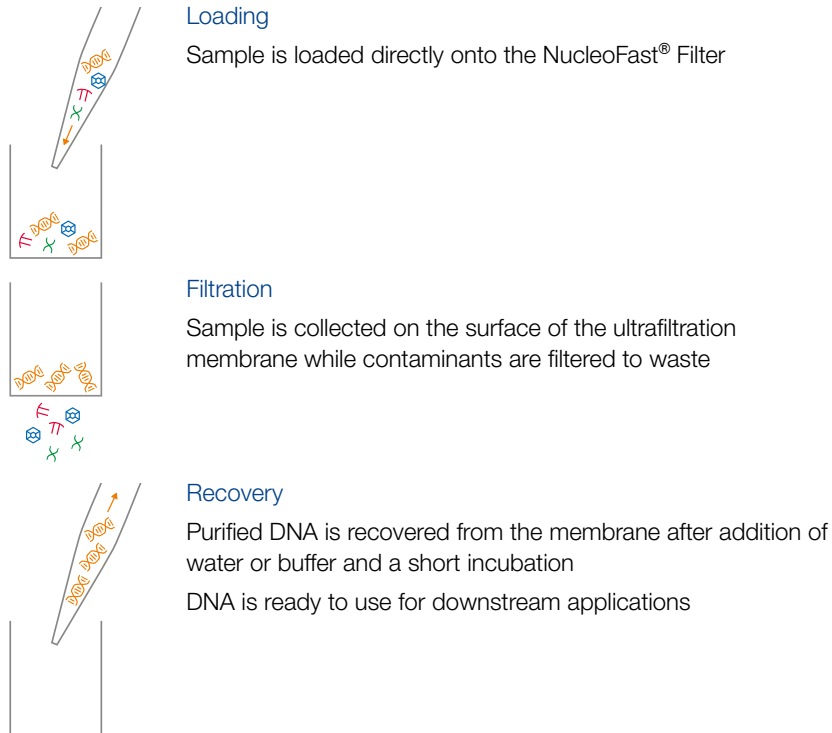 Loading
Sample is loaded directly onto the NucleoFast® Filter
Filtration
Sample is collected on the surface of the ultrafiltration
membrane while contaminants are filtered to waste
Recovery
Purified DNA is recovered from the membrane after addition of
water or buffer and a short incubation
DNA is ready to use for downstream applications